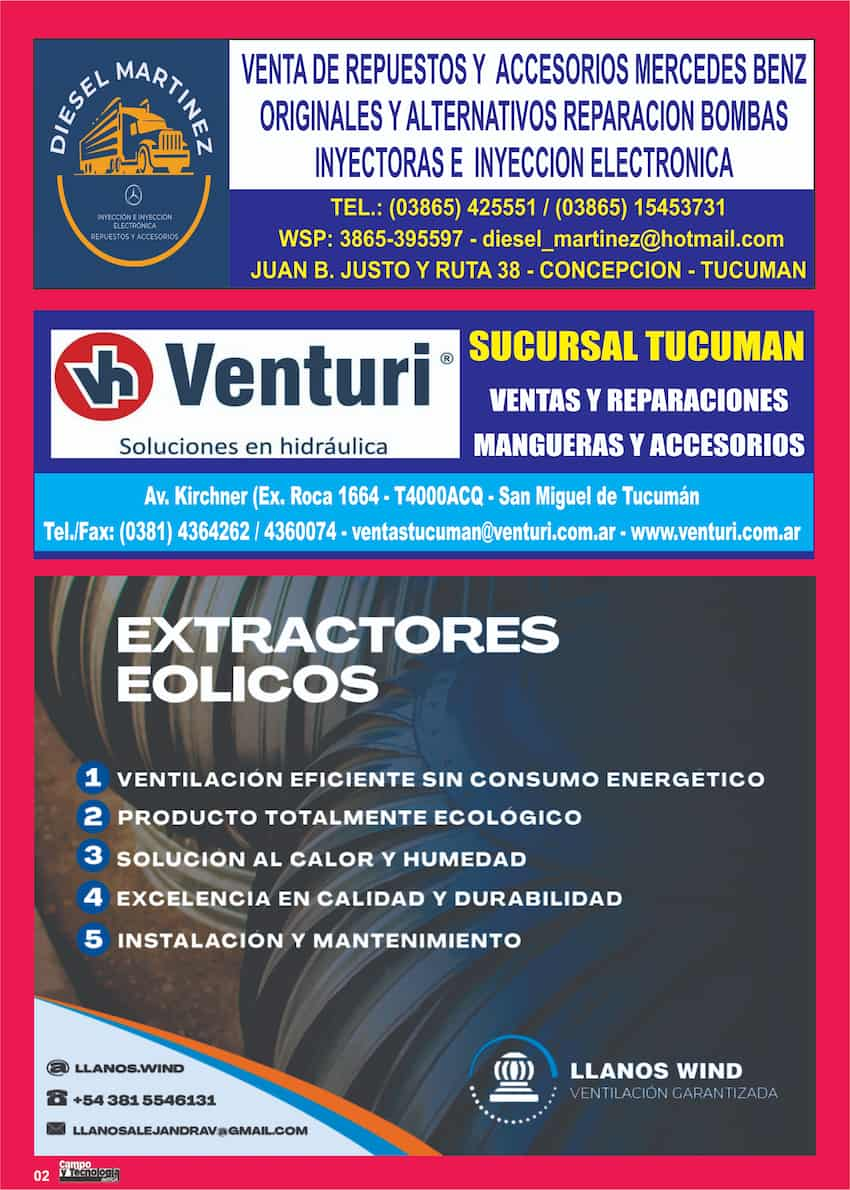 DIESEL MARTINEZ
INYECCIÓN E INYECCION
ELECTRÓNICA
REPUESTOS Y ACCESORIOS
VENTA DE REPUESTOS Y ACCESORIOS MERCEDES BENZ
ORIGINALES Y ALTERNATIVOS REPARACION BOMBAS
INYECTORAS E INYECCION ELECTRONICA
TEL.: (03865) 425551 / (03865) 15453731
WSP: 3865-395597 - diesel_martinez@hotmail.com
JUAN B. JUSTO Y RUTA 38 - CONCEPCION - TUCUMAN
vh Venturi ®
Soluciones en hidráulica
SUCURSAL TUCUMAN
VENTAS Y REPARACIONES
MANGUERAS Y ACCESORIOS
Av. Kirchner (Ex. Roca 1664 - T4000ACQ - San Miguel de Tucumán
Tel./Fax: (0381) 4364262 / 4360074 - ventastucuman@venturi.com.ar - www.venturi.com.ar
EXTRACTORES
EOLICOS
1 VENTILACIÓN EFICIENTE SIN CONSUMO ENERGÉTICO
2 PRODUCTO TOTALMENTE ECOLÓGICO
3 SOLUCIÓN AL CALOR Y HUMEDAD
4 EXCELENCIA EN CALIDAD Y DURABILIDAD
5 INSTALACIÓN Y MANTENIMIENTO
@ LLANOS.WIND
+54 381 5546131
LLANOSALEJANDRAV@GMAIL.COM
LLANOS WIND
VENTILACIÓN GARANTIZADA
02
Campo
y Tecnología